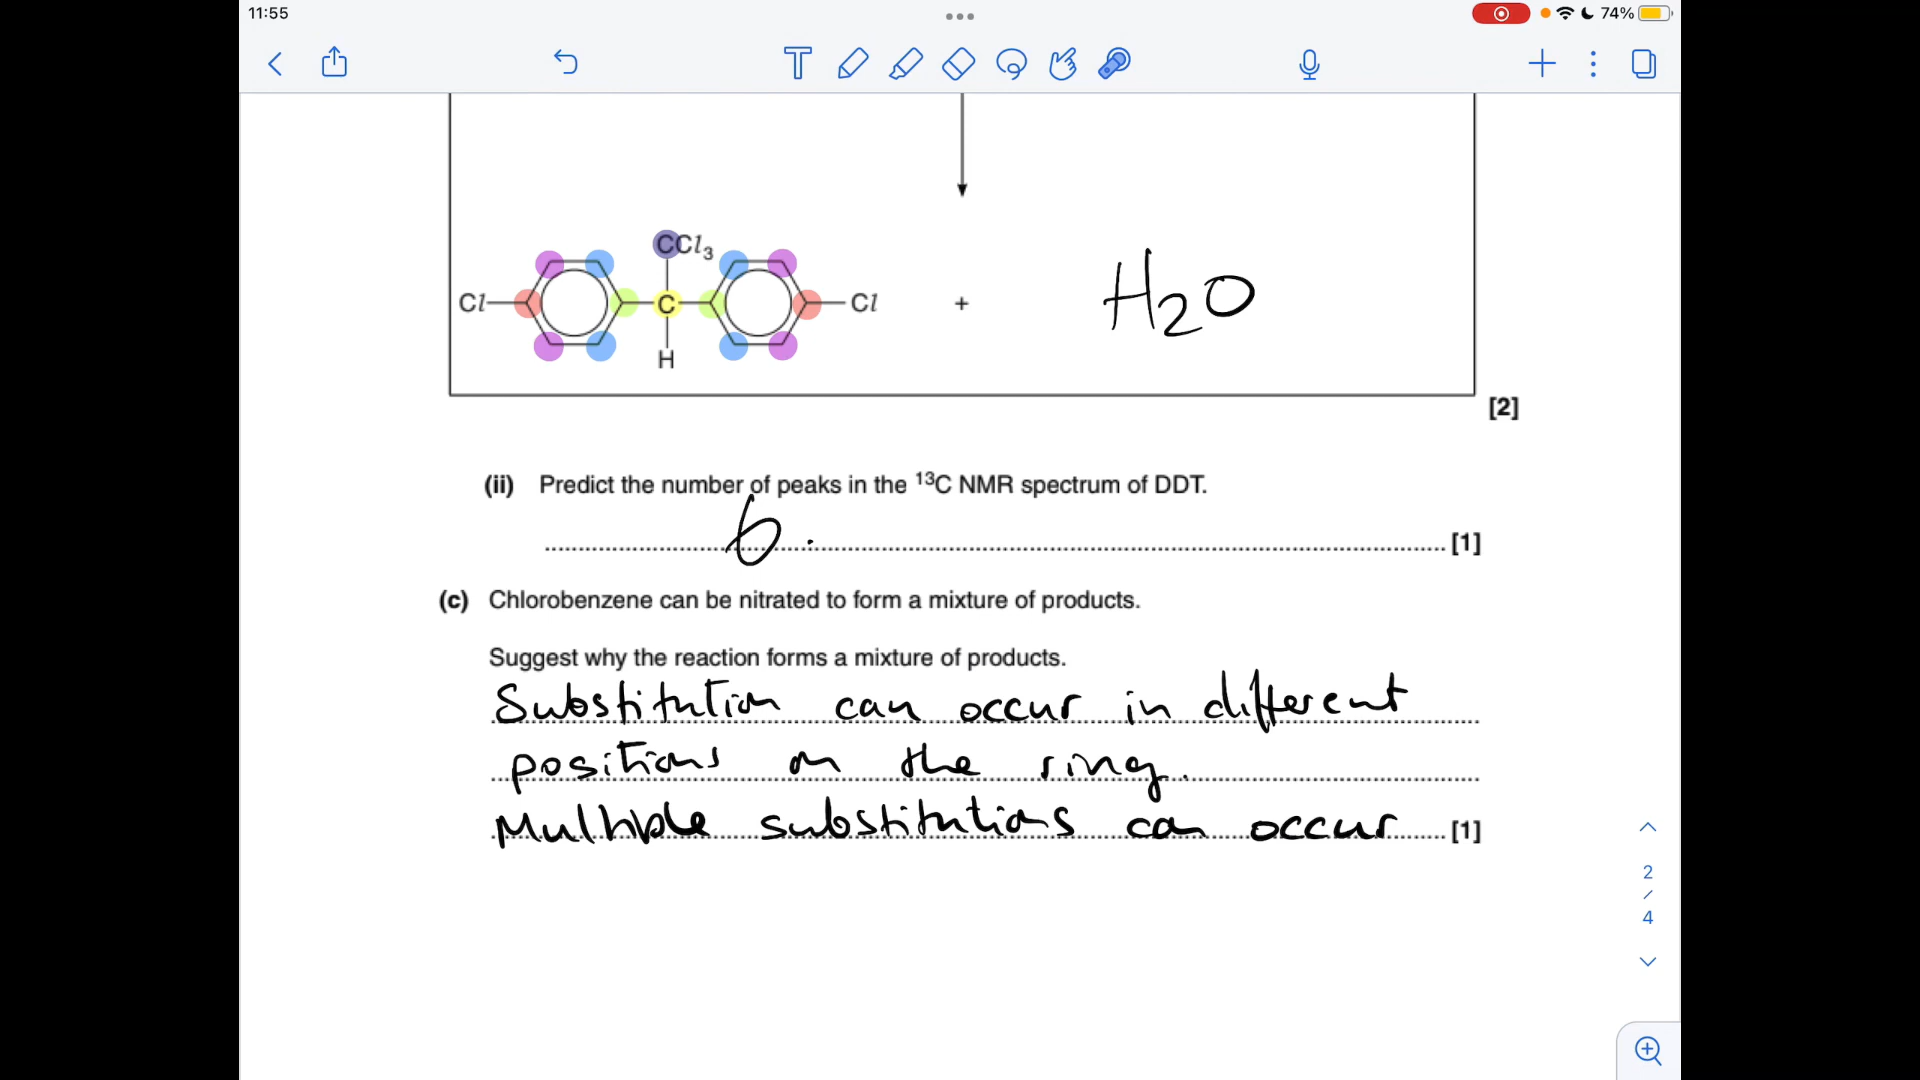 11:55
74%
T
CCl3
Cl C Cl + H2O
H
[2]
(ii) Predict the number of peaks in the 13C NMR spectrum of DDT.
6. [1]
(c) Chlorobenzene can be nitrated to form a mixture of products.
Suggest why the reaction forms a mixture of products.
Substitution can occur in different
positions on the ring.
Multiple substitutions can occur [1]
2
/
4